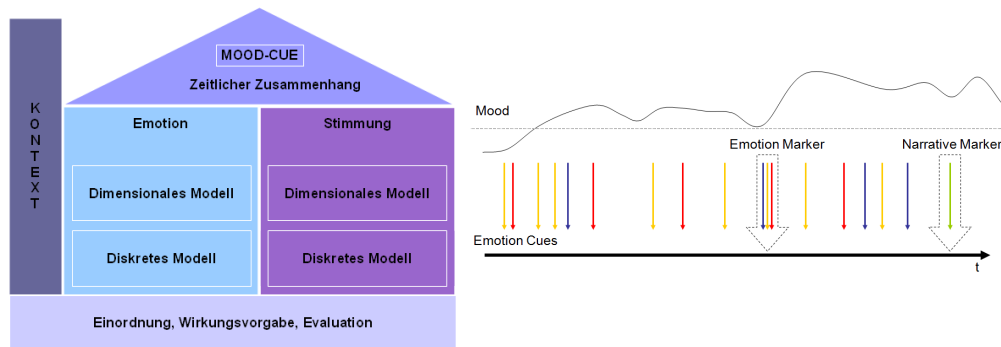 KONTEXT
MOOD-CUE
Zeitlicher Zusammenhang
Emotion
Stimmung
Dimensionales Modell
Dimensionales Modell
Diskretes Modell
Diskretes Modell
Einordnung, Wirkungsvorgabe, Evaluation
Mood
Emotion Marker
Narrative Marker
Emotion Cues
t